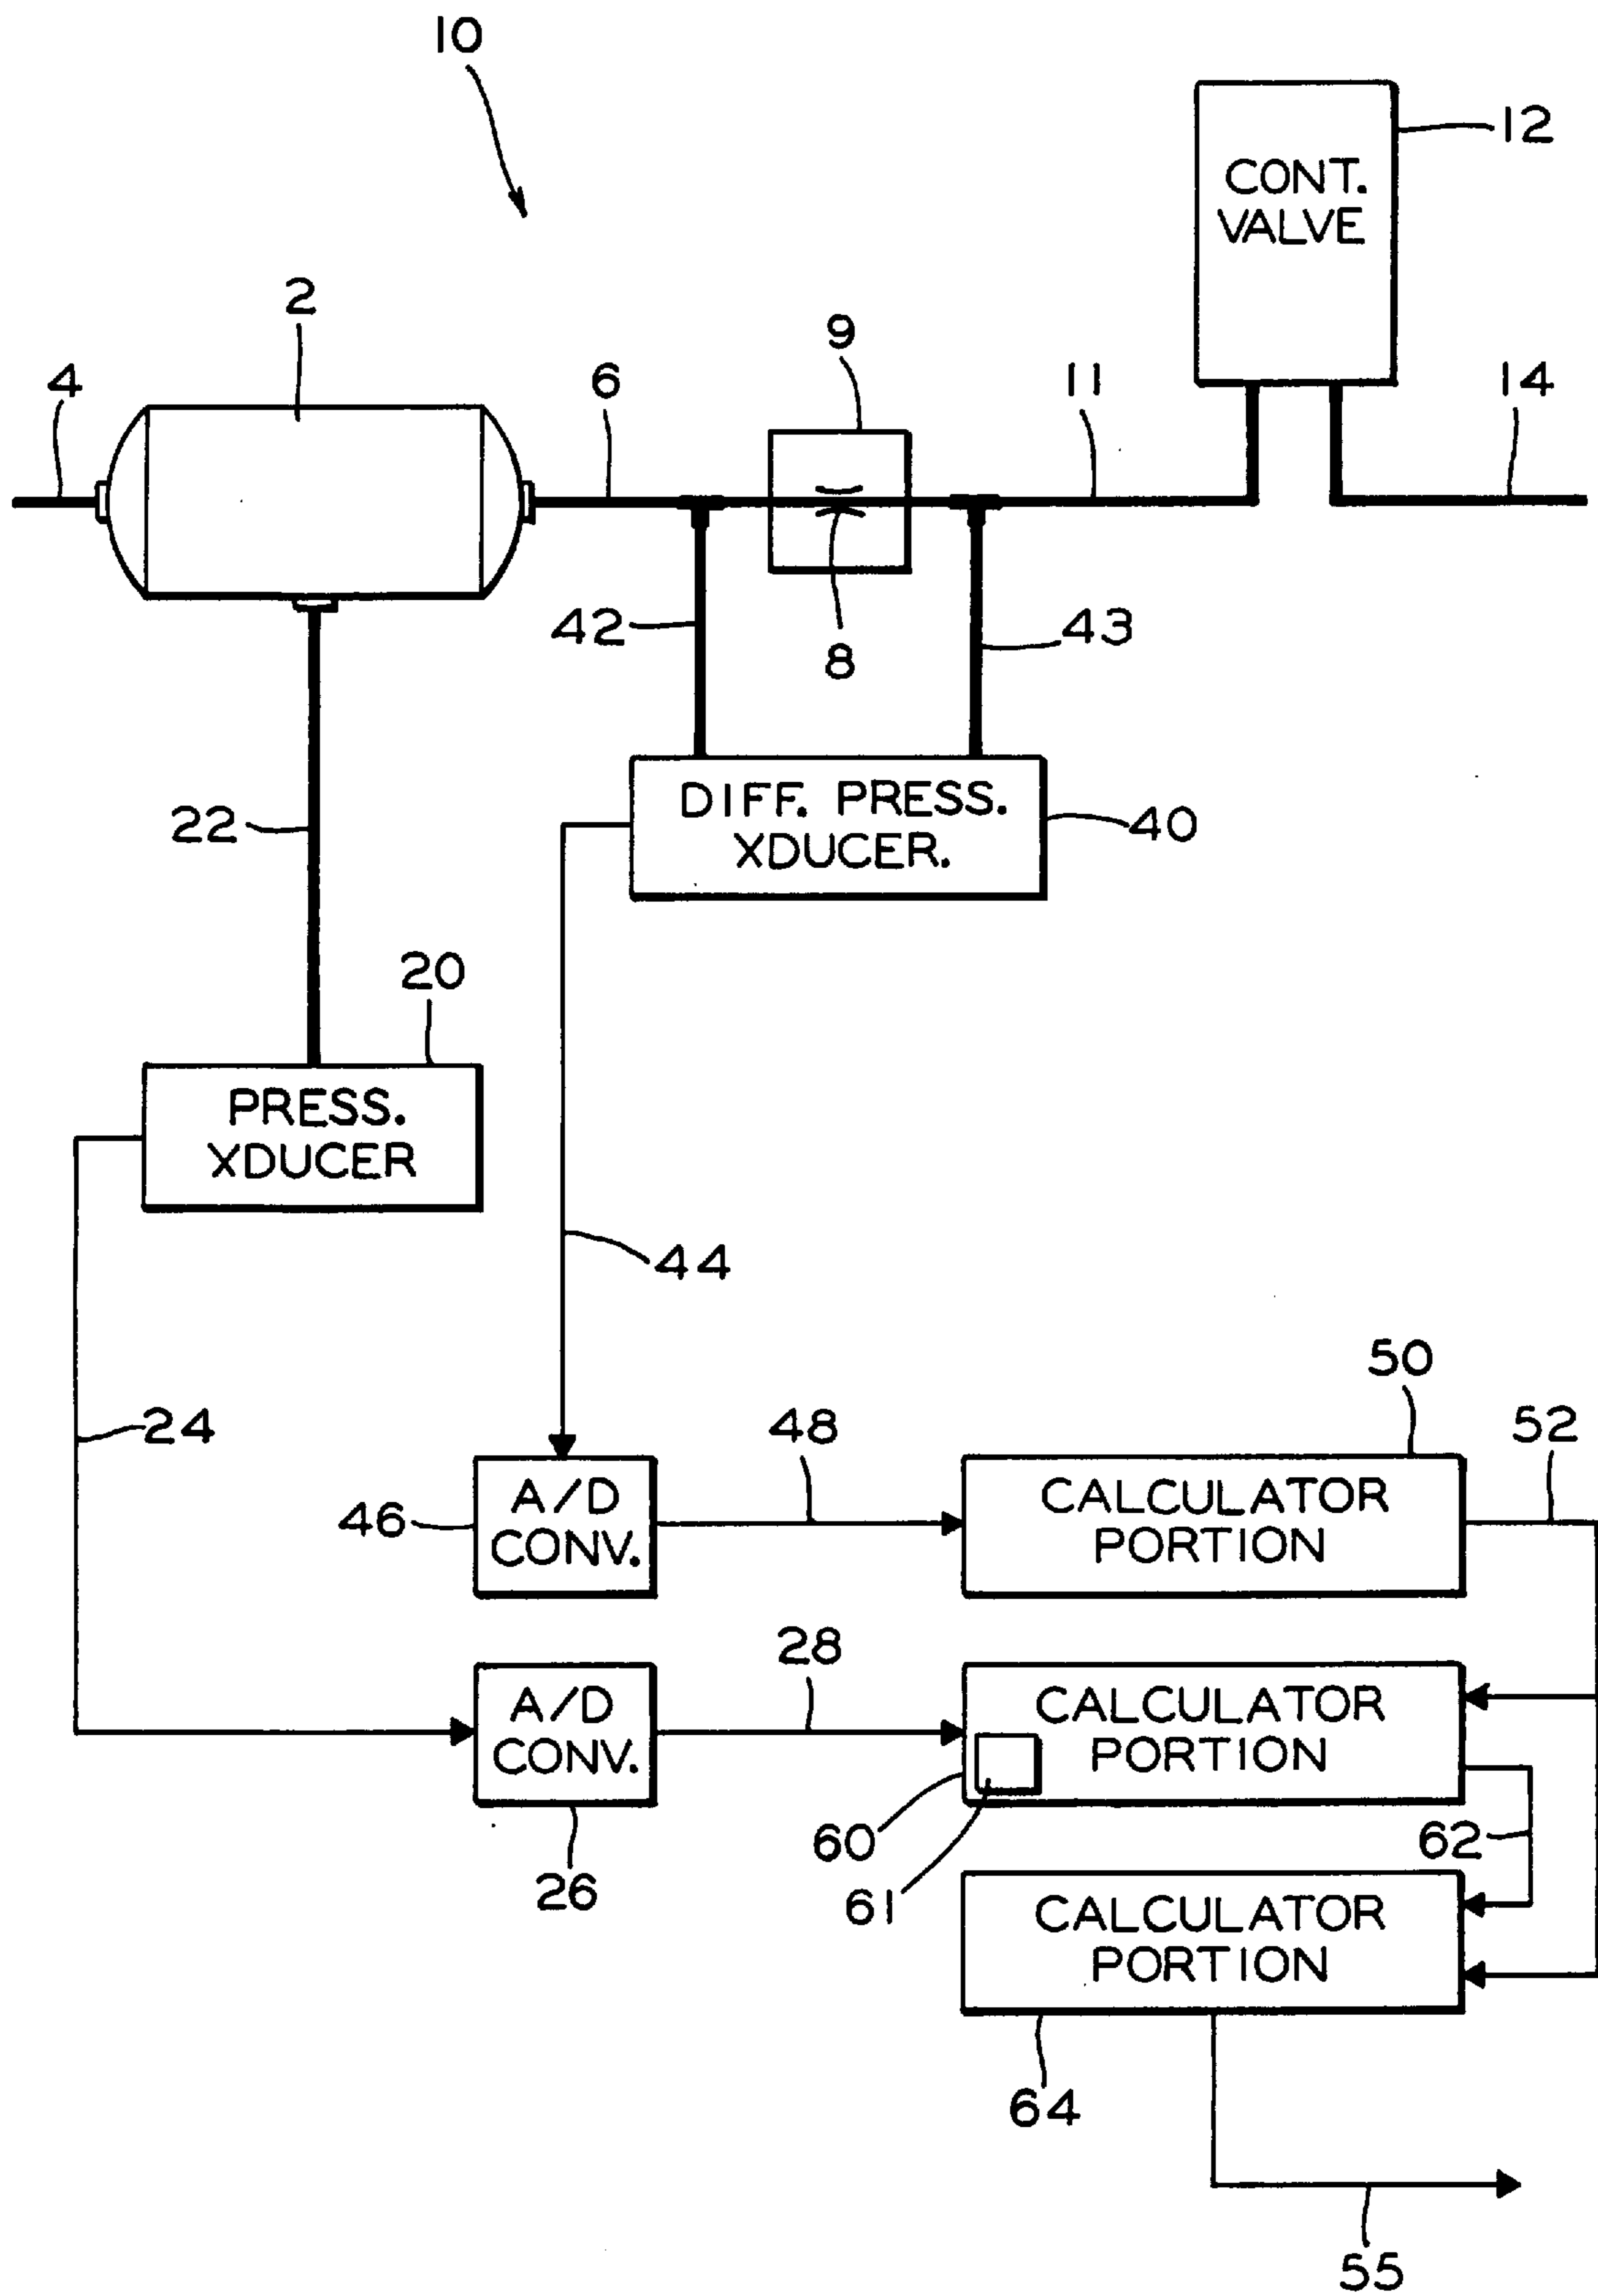 10
12
CONT.
VALVE
2
9
4
6
11
14
42
8
43
DIFF. PRESS.
XDUCER.
40
22
20
PRESS.
XDUCER
44
24
50
48
52
A/D
CONV.
46
CALCULATOR
PORTION
28
A/D
CONV.
CALCULATOR
PORTION
60
62
26
61
CALCULATOR
PORTION
64
55